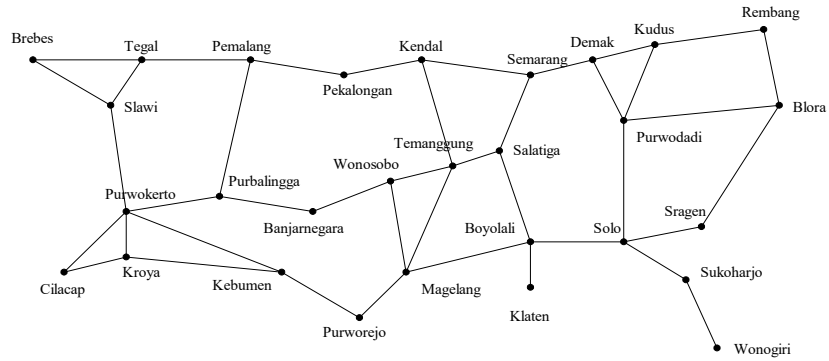 Rembang
Brebes
Tegal
Pemalang
Kendal
Semarang
Demak
Kudus
Pekalongan
Slawi
Blora
Purwodadi
Temanggung
Salatiga
Wonosobo
Purwokerto
Purbalingga
Banjarnegara
Boyolali
Solo
Sragen
Cilacap
Kroya
Kebumen
Magelang
Sukoharjo
Klaten
Purworejo
Wonogiri